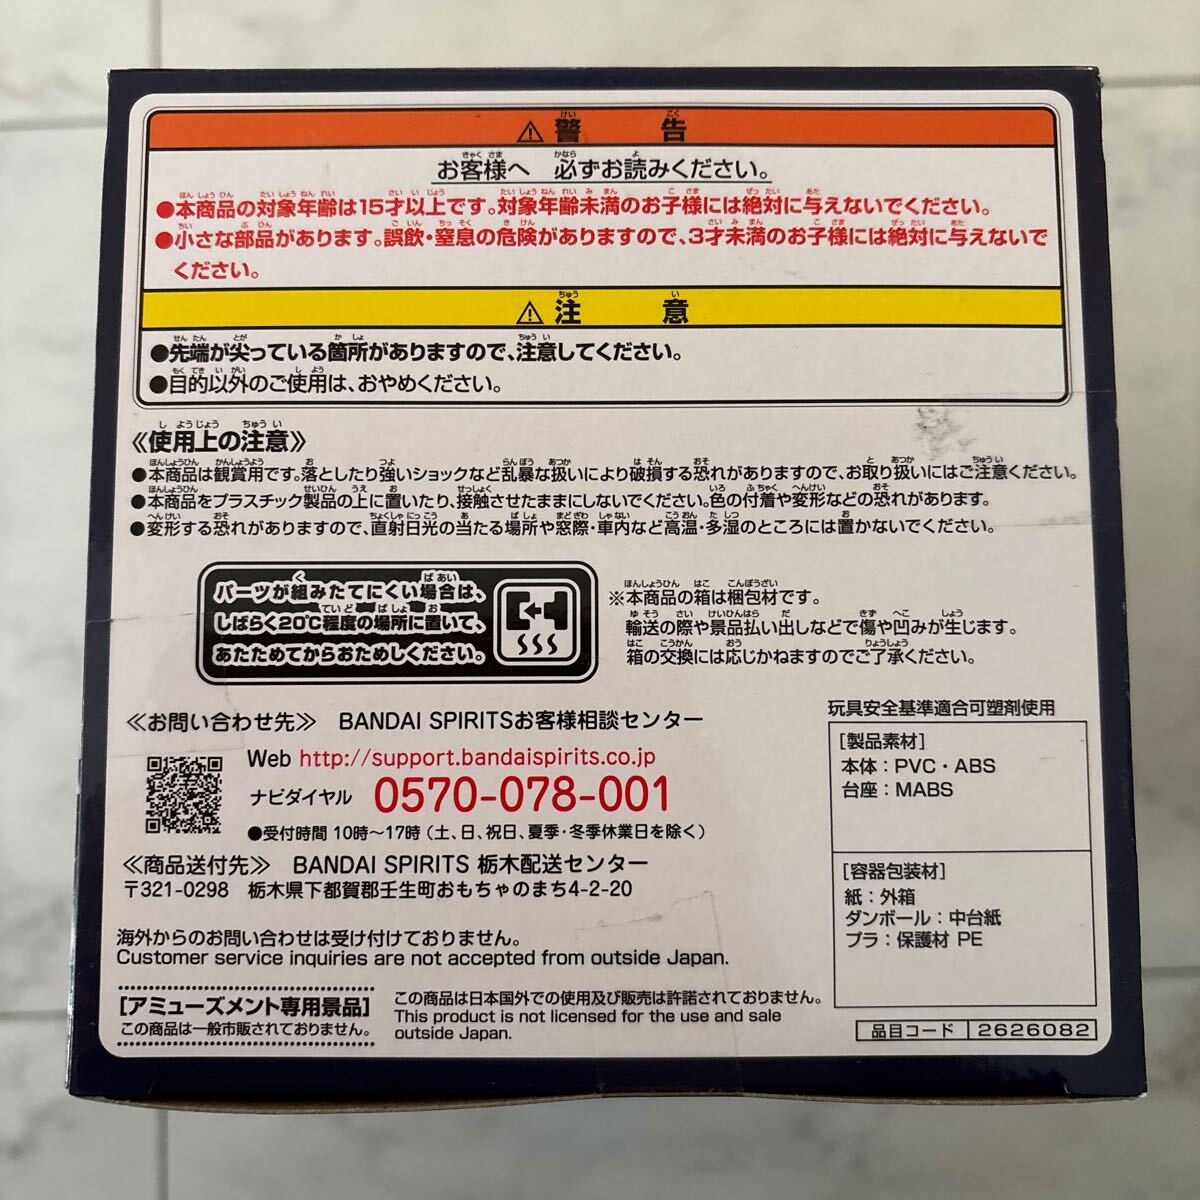 ⚠警告
お客様へ 必ずお読みください。
●本商品の対象年齢は15才以上です。対象年齢未満のお子様には絶対に与えないでください。
●小さな部品があります。誤飲・窒息の危険がありますので、3才未満のお子様には絶対に与えないで
ください。
⚠注意
●先端が尖っている箇所がありますので、注意してください。
●目的以外のご使用は、おやめください。
《使用上の注意》
●本商品は観賞用です。落としたり強いショックなど乱暴な扱いにより破損する恐れがありますので、お取り扱いにはご注意ください。
●本商品をプラスチック製品の上に置いたり、接触させたままにしないでください。色の付着や変形などの恐れがあります。
●変形する恐れがありますので、直射日光の当たる場所や窓際・車内など高温・多湿のところには置かないでください。
パーツが組みたてにくい場合は、
しばらく20℃程度の場所に置いて、
あたためてからおためしください。
※本商品の箱は梱包材です。
輸送の際や景品払い出しなどで傷や凹みが生じます。
箱の交換には応じかねますのでご了承ください。
≪お問い合わせ先≫ BANDAI SPIRITSお客様相談センター
Web http://support.bandaispirits.co.jp
ナビダイヤル 0570-078-001
●受付時間 10時〜17時（土、日、祝日、夏季・冬季休業日を除く）
≪商品送付先≫ BANDAI SPIRITS 栃木配送センター
〒321-0298 栃木県下都賀郡壬生町おもちゃのまち4-2-20
海外からのお問い合わせは受け付けておりません。
Customer service inquiries are not accepted from outside Japan.
[アミューズメント専用景品]
この商品は一般市販されておりません。
この商品は日本国外での使用及び販売は許諾されておりません。
This product is not licensed for the use and sale
outside Japan.
玩具安全基準適合可塑剤使用
[製品素材]
本体：PVC・ABS
台座：MABS
[容器包装材]
紙：外箱
ダンボール：中台紙
プラ：保護材 PE
品目コード 2626082